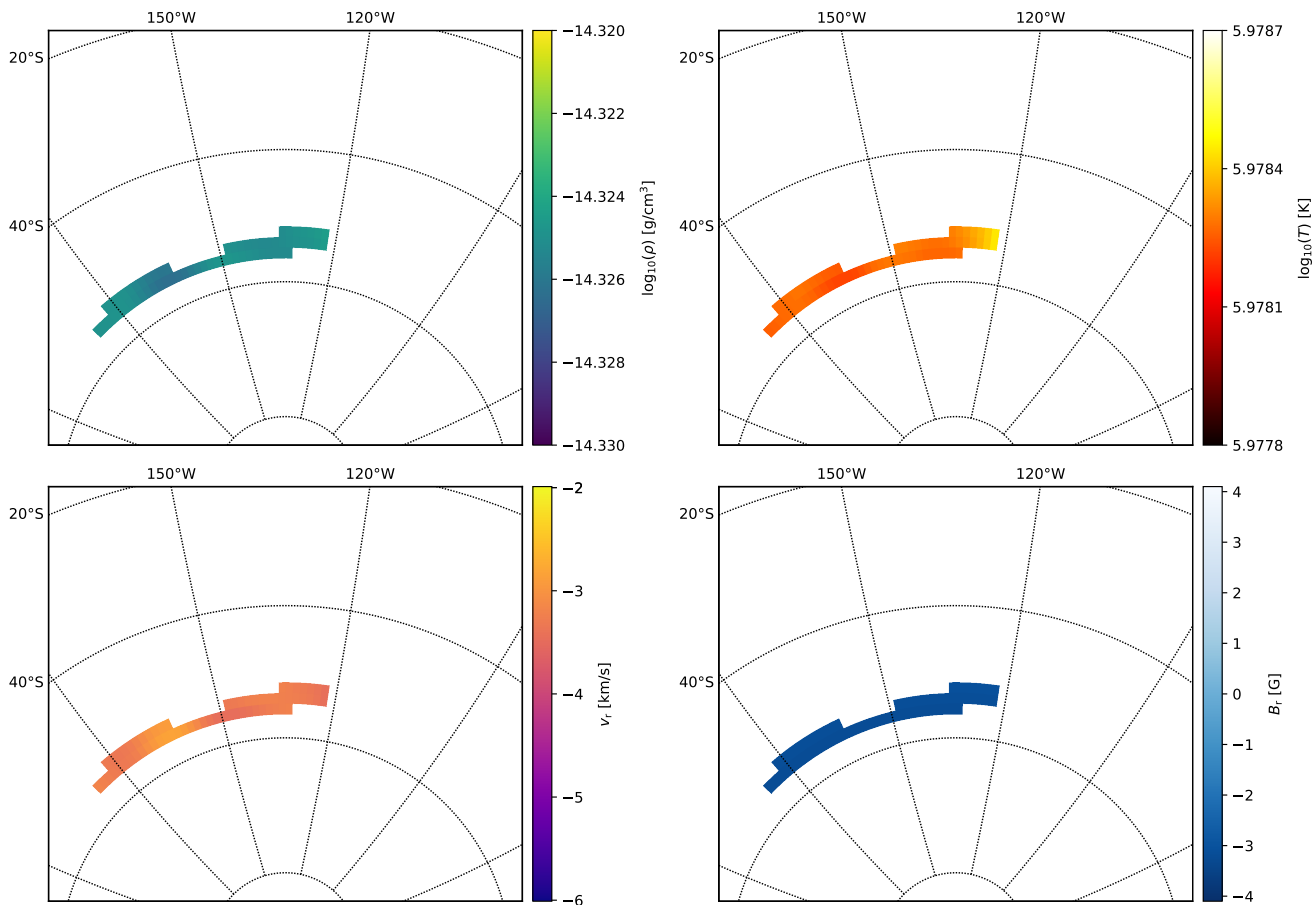 150°W 120°W
20°S
40°S
−14.320
−14.322
−14.324
−14.326
−14.328
−14.330
log₁₀(ρ) [g/cm³]
150°W 120°W
20°S
40°S
5.9787
5.9784
5.9781
5.9778
log₁₀(T) [K]
150°W 120°W
20°S
40°S
−2
−3
−4
−5
−6
vᵣ [km/s]
150°W 120°W
20°S
40°S
4
3
2
1
0
−1
−2
−3
−4
Bᵣ [G]